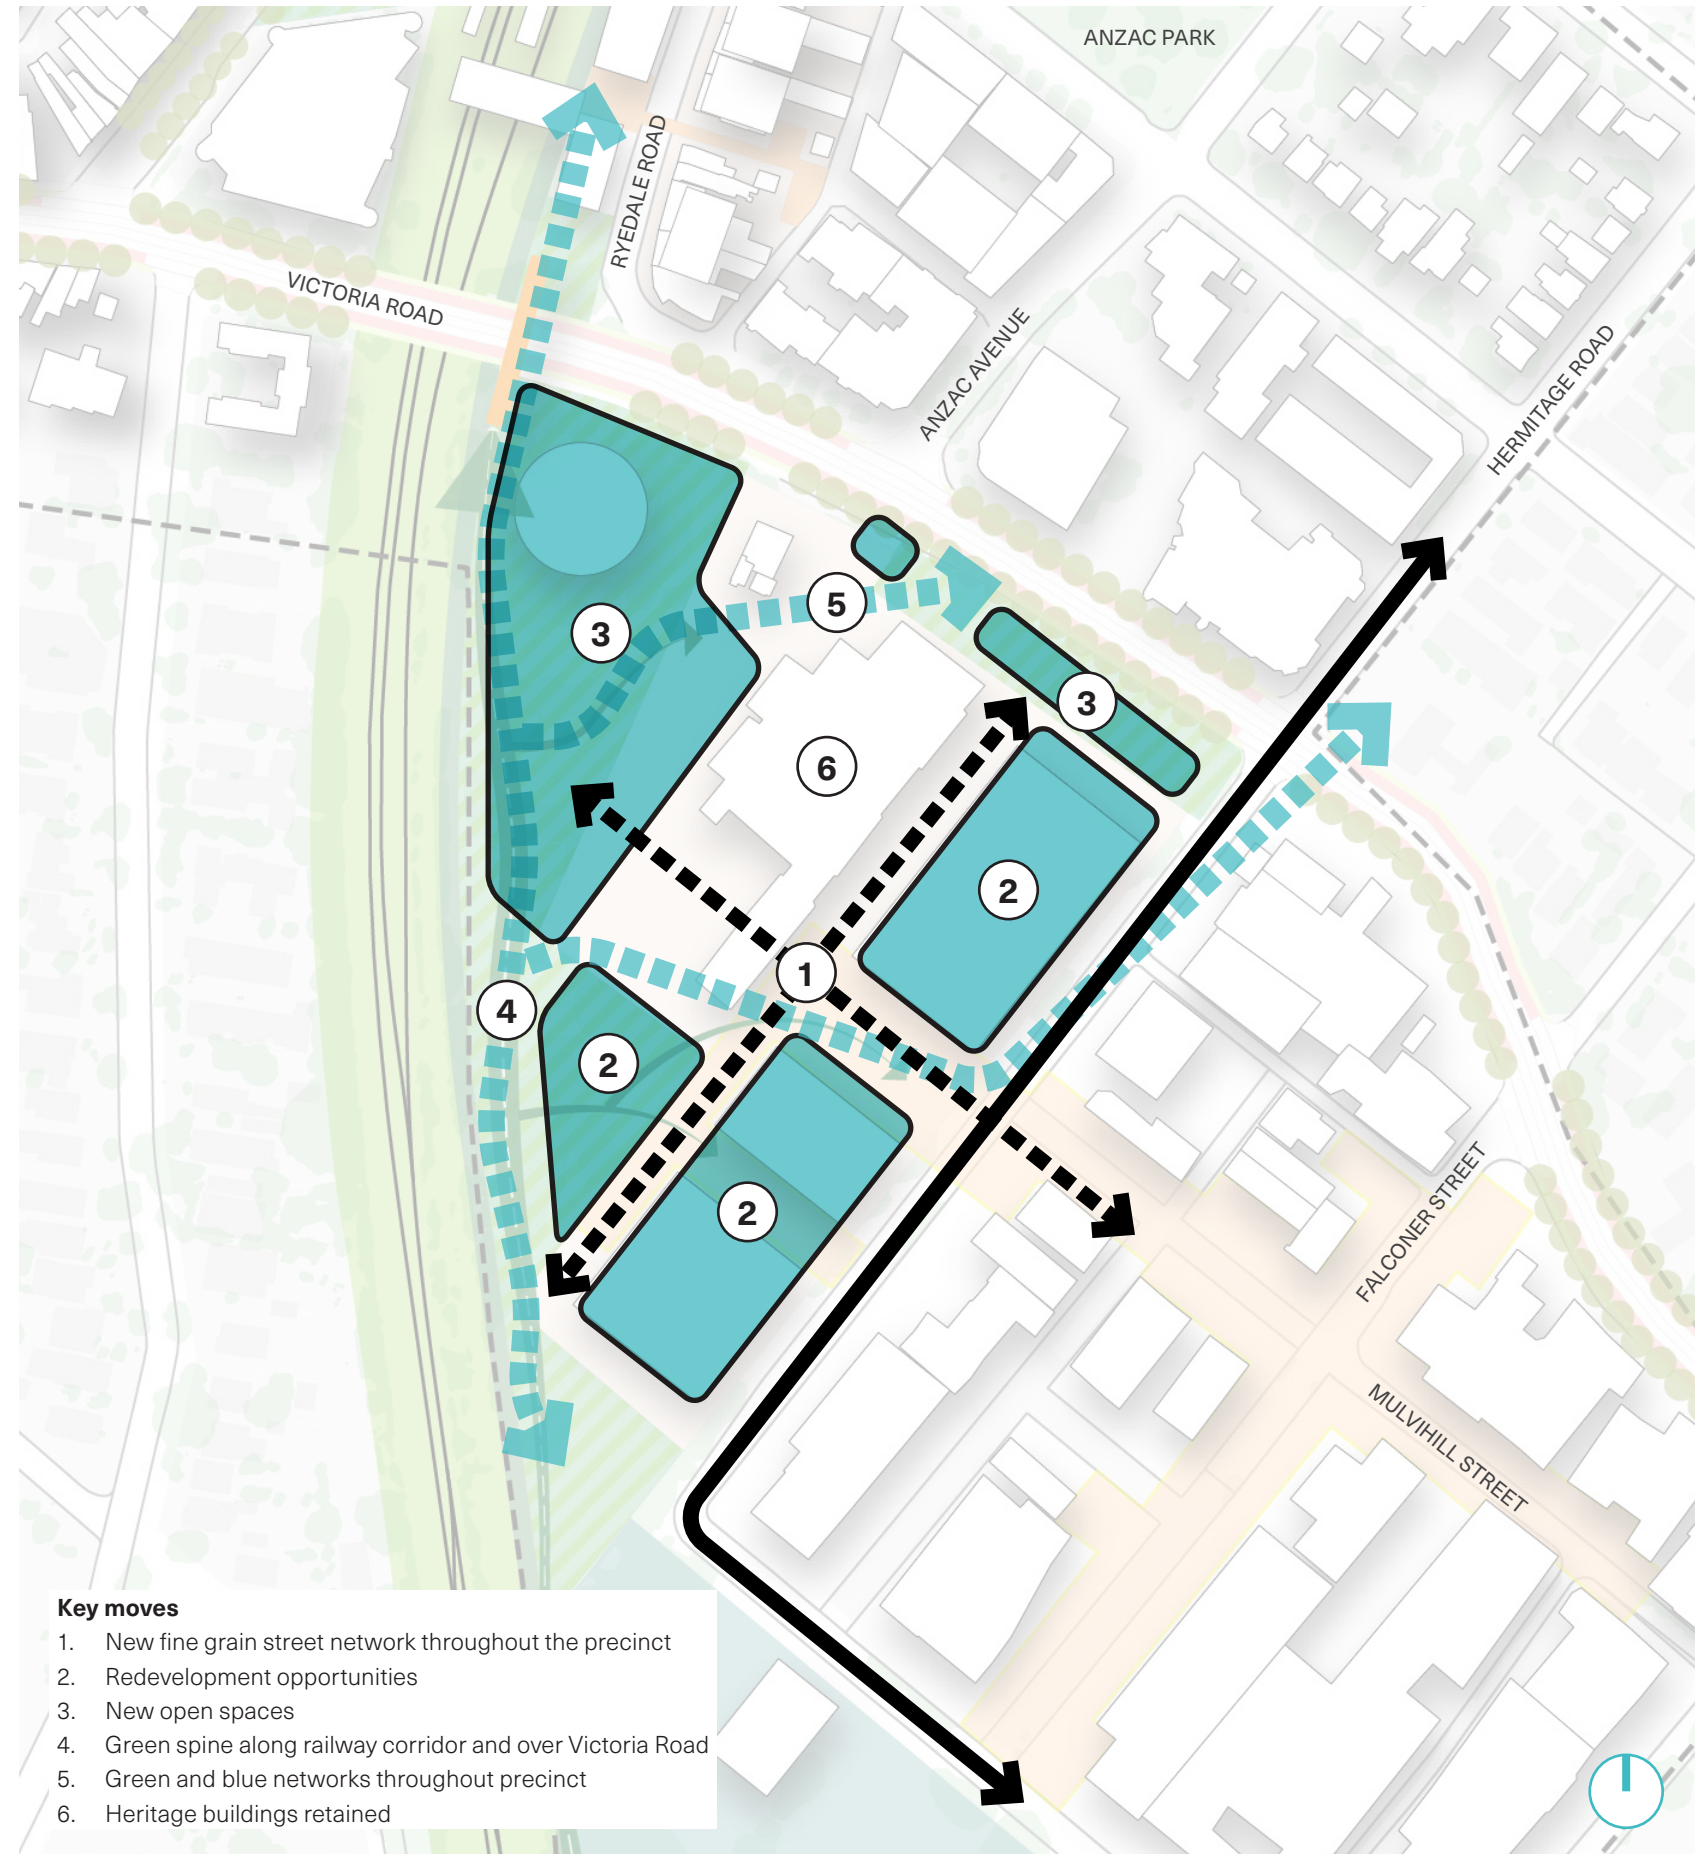 ANZAC PARK
RYEDALE ROAD
VICTORIA ROAD
ANZAC AVENUE
HERMITAGE ROAD
5
3
3
6
2
1
4
2
2
FALCONER STREET
MULVIHILL STREET
Key moves
1. New fine grain street network throughout the precinct
2. Redevelopment opportunities
3. New open spaces
4. Green spine along railway corridor and over Victoria Road
5. Green and blue networks throughout precinct
6. Heritage buildings retained